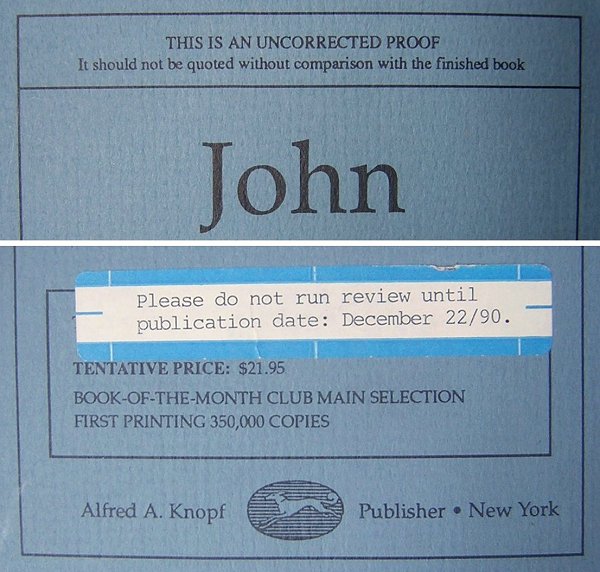 THIS IS AN UNCORRECTED PROOF
It should not be quoted without comparison with the finished book
John
Please do not run review until
publication date: December 22/90.
TENTATIVE PRICE: $21.95
BOOK-OF-THE-MONTH CLUB MAIN SELECTION
FIRST PRINTING 350,000 COPIES
Alfred A. Knopf Publisher • New York